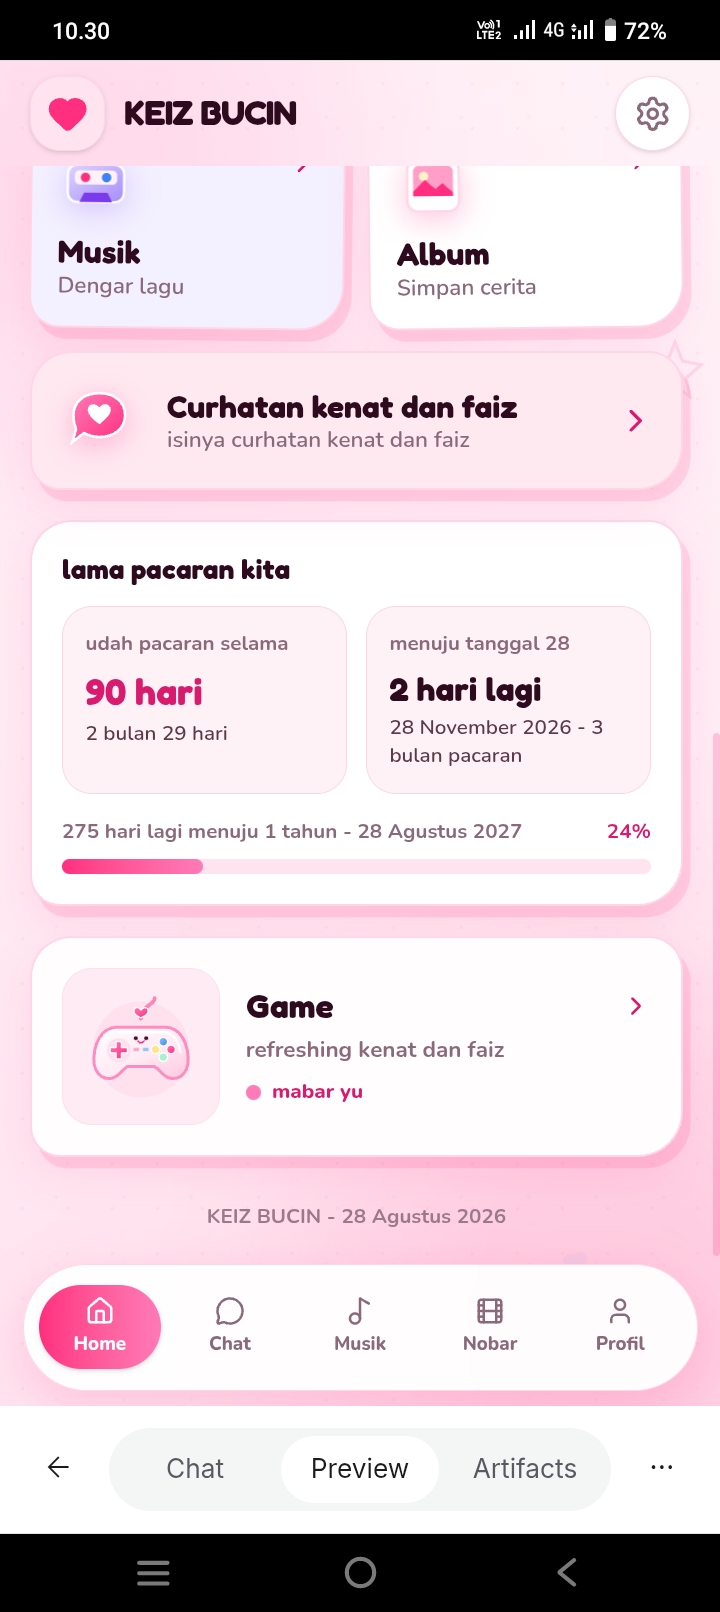 10.30
Vo))1 LTE2 4G 72%
KEIZ BUCIN
Musik
Dengar lagu
Album
Simpan cerita
Curhatan kenat dan faiz
isinya curhatan kenat dan faiz
lama pacaran kita
udah pacaran selama
90 hari
2 bulan 29 hari
menuju tanggal 28
2 hari lagi
28 November 2026 - 3
bulan pacaran
275 hari lagi menuju 1 tahun - 28 Agustus 2027 24%
Game
refreshing kenat dan faiz
mabar yu
KEIZ BUCIN - 28 Agustus 2026
Home Chat Musik Nobar Profil
Chat Preview Artifacts